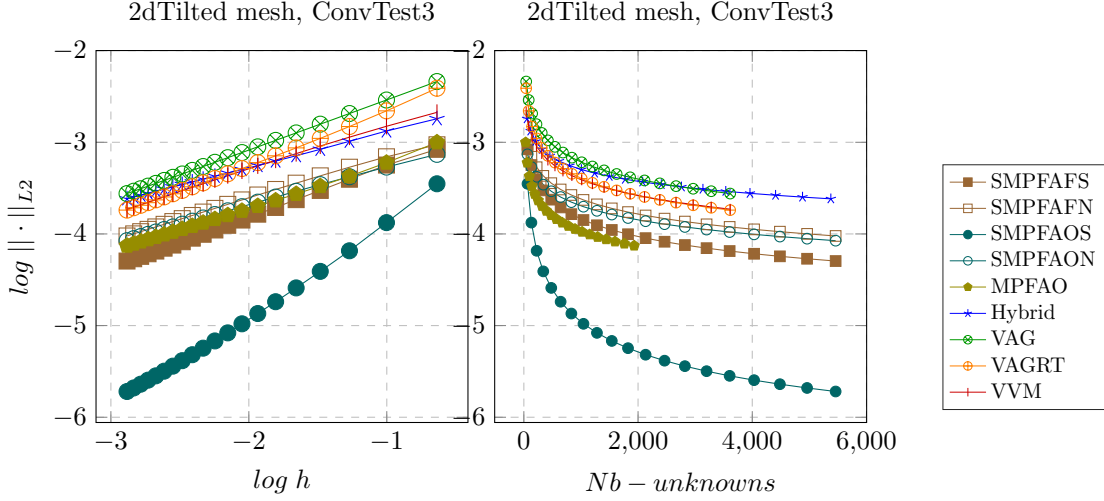 2dTilted mesh, ConvTest3
−2
−3
−4
−5
−6
log || · ||L2
−3
−2
−1
log h
2dTilted mesh, ConvTest3
−2
−3
−4
−5
−6
0
2,000
4,000
6,000
Nb − unknowns
SMPFAFS
SMPFAFN
SMPFAOS
SMPFAON
MPFAO
Hybrid
VAG
VAGRT
VVM